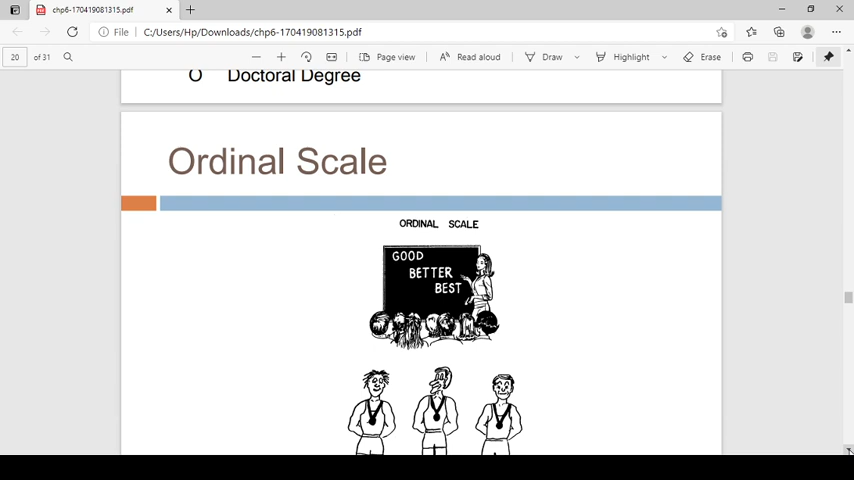 chp6-170419081315.pdf
File C:/Users/Hp/Downloads/chp6-170419081315.pdf
20 of 31 Page view Read aloud Draw Highlight Erase
O Doctoral Degree
Ordinal Scale
ORDINAL SCALE
GOOD
BETTER
BEST